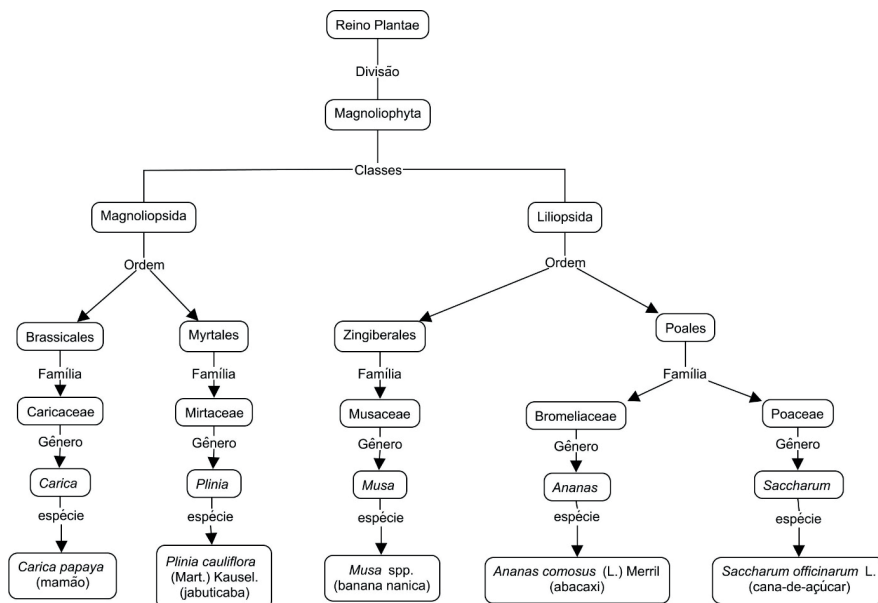 Reino Plantae
Divisão
Magnoliophyta
Classes
Magnoliopsida
Liliopsida
Ordem
Ordem
Brassicales
Myrtales
Zingiberales
Poales
Família
Família
Família
Família
Caricaceae
Mirtaceae
Musaceae
Bromeliaceae
Poaceae
Gênero
Gênero
Gênero
Gênero
Gênero
Carica
Plinia
Musa
Ananas
Saccharum
espécie
espécie
espécie
espécie
espécie
Carica papaya
(mamão)
Plinia cauliflora
(Mart.) Kausel.
(jabuticaba)
Musa spp.
(banana nanica)
Ananas comosus (L.) Merril
(abacaxi)
Saccharum officinarum L.
(cana-de-açúcar)